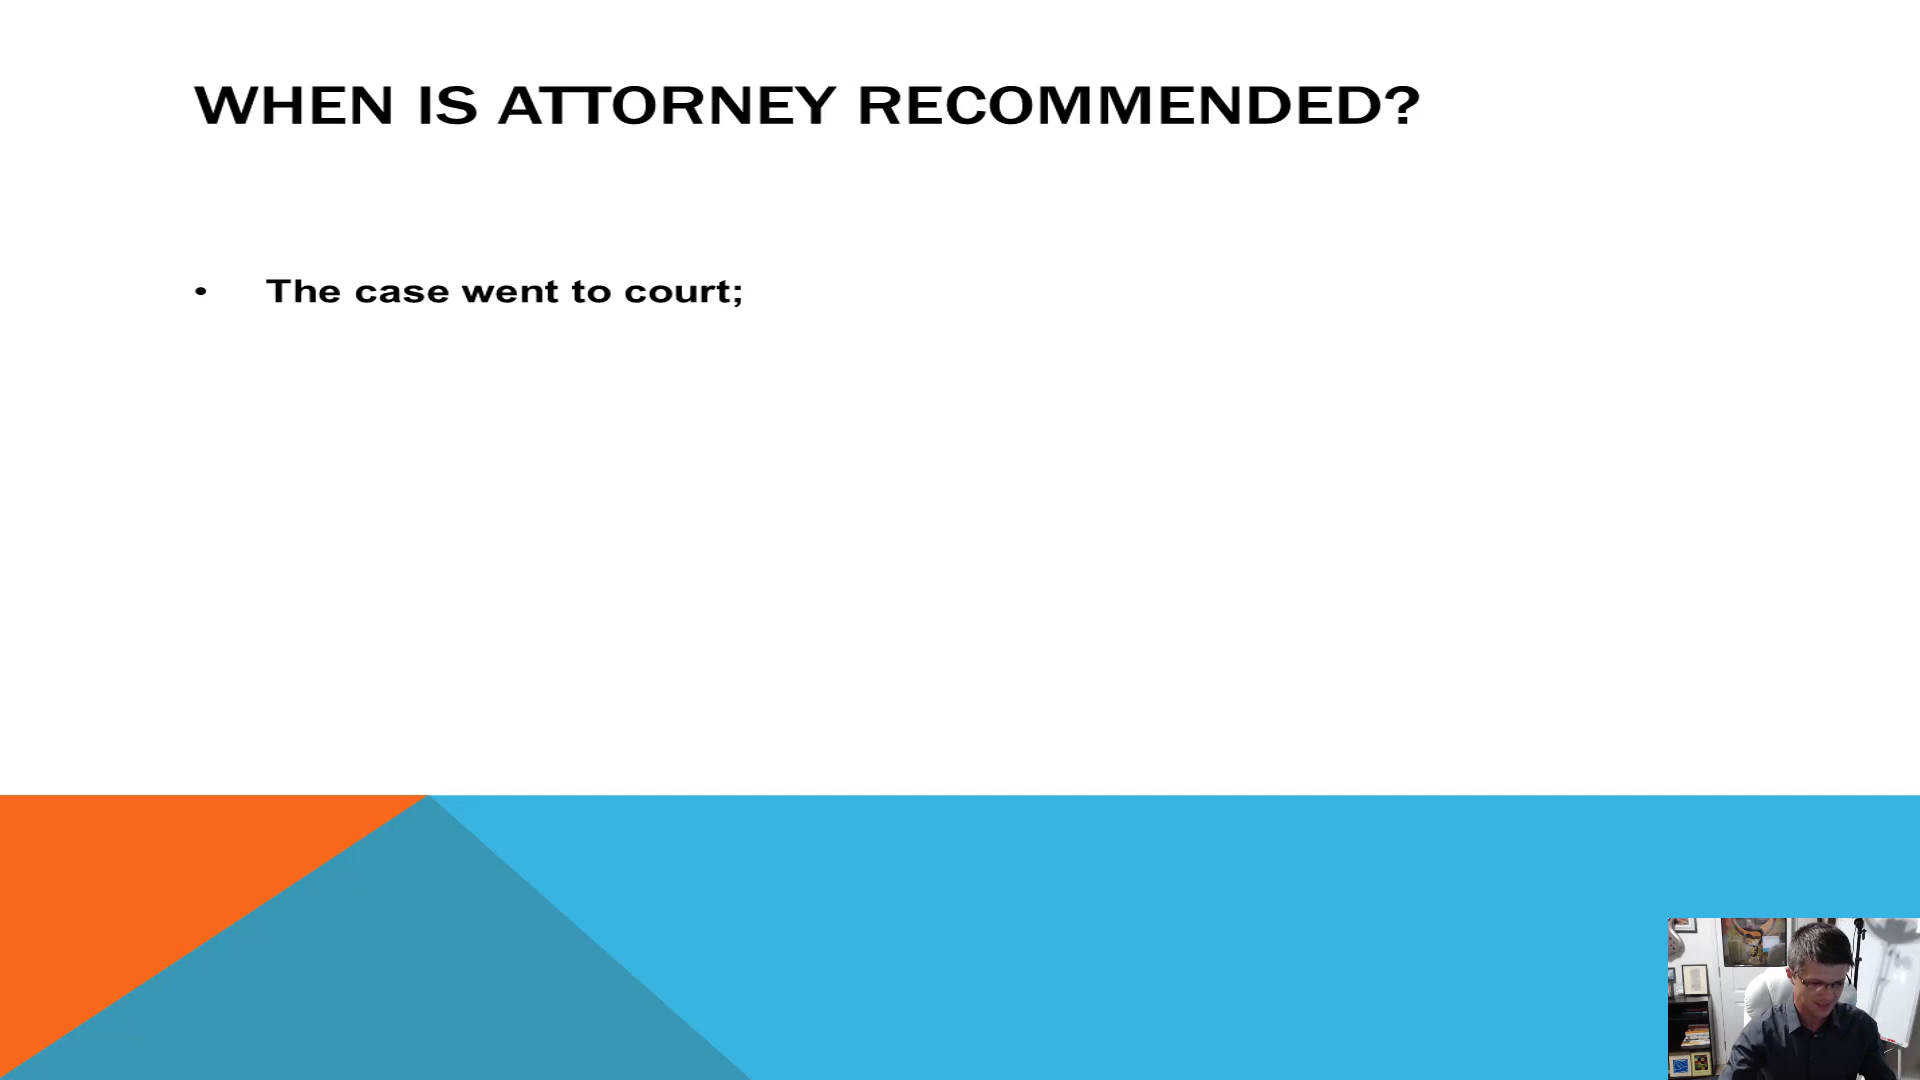 WHEN IS ATTORNEY RECOMMENDED?
• The case went to court;